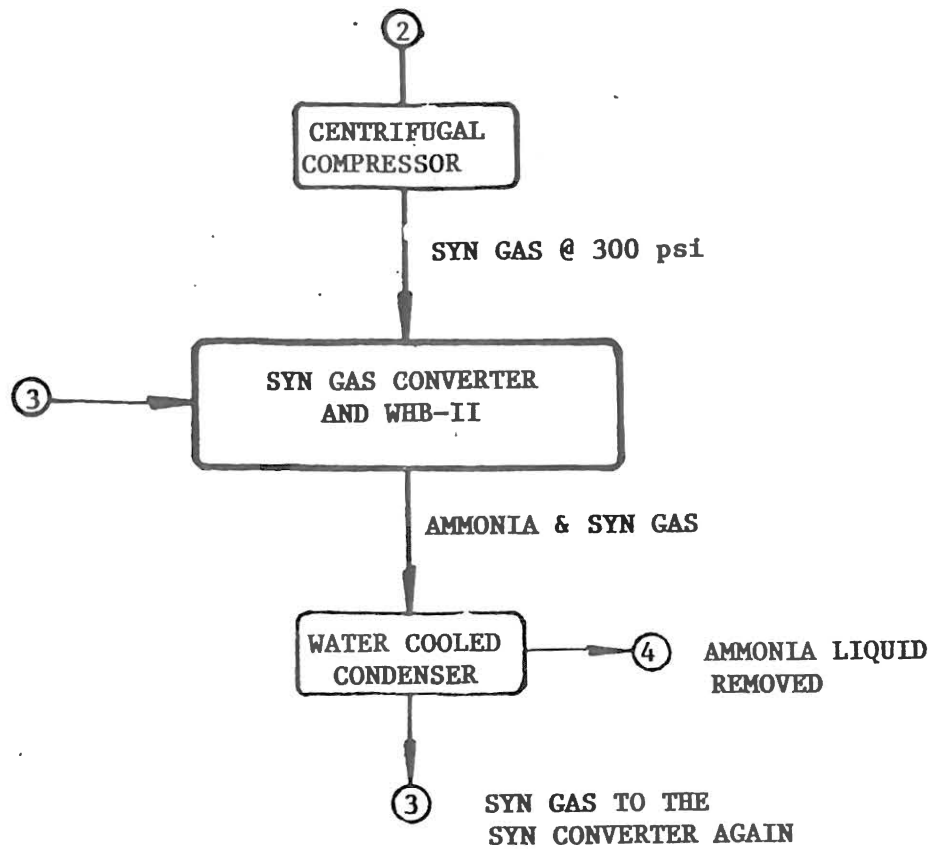 2
CENTRIFUGAL
COMPRESSOR
SYN GAS @ 300 psi
3
SYN GAS CONVERTER
AND WHB-II
AMMONIA & SYN GAS
WATER COOLED
CONDENSER
4
AMMONIA LIQUID
REMOVED
3
SYN GAS TO THE
SYN CONVERTER AGAIN